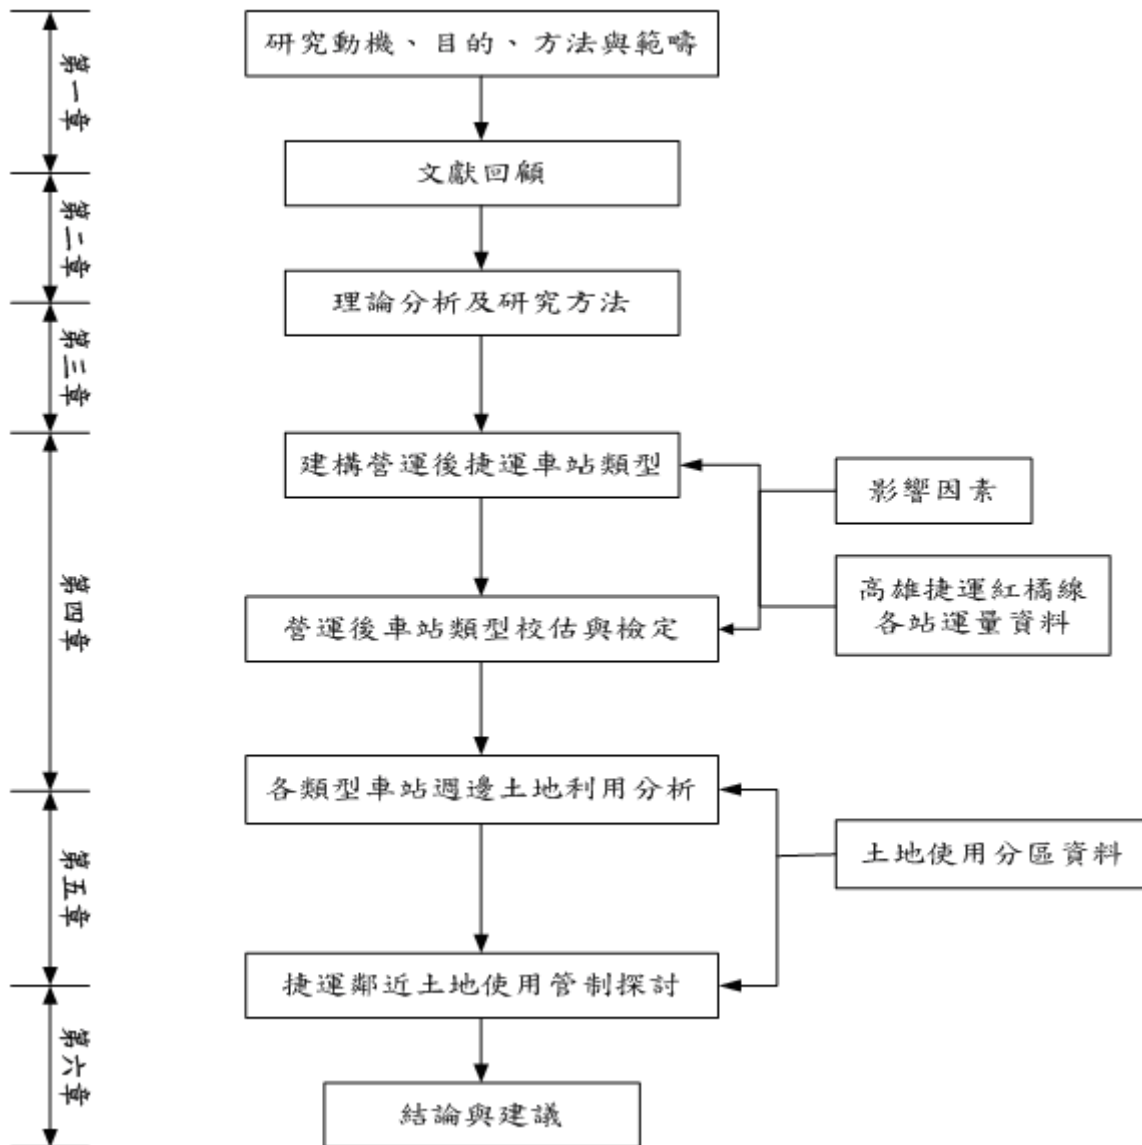 第一章
研究動機、目的、方法與範疇
文獻回顧
第二章
理論分析及研究方法
第三章
建構營運後捷運車站類型
影響因素
高雄捷運紅橘線
各站運量資料
第四章
營運後車站類型校估與檢定
各類型車站週邊土地利用分析
土地使用分區資料
第五章
捷運鄰近土地使用管制探討
第六章
結論與建議